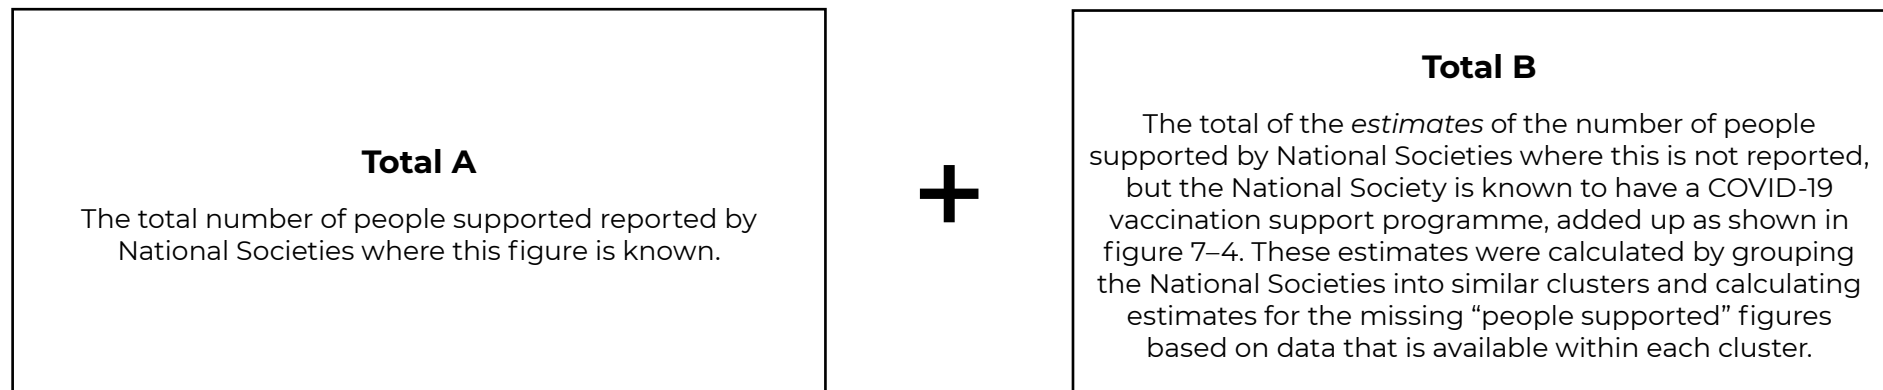 Total A
The total number of people supported reported by
National Societies where this figure is known.
+
Total B
The total of the estimates of the number of people
supported by National Societies where this is not reported,
but the National Society is known to have a COVID-19
vaccination support programme, added up as shown in
figure 7–4. These estimates were calculated by grouping
the National Societies into similar clusters and calculating
estimates for the missing “people supported” figures
based on data that is available within each cluster.